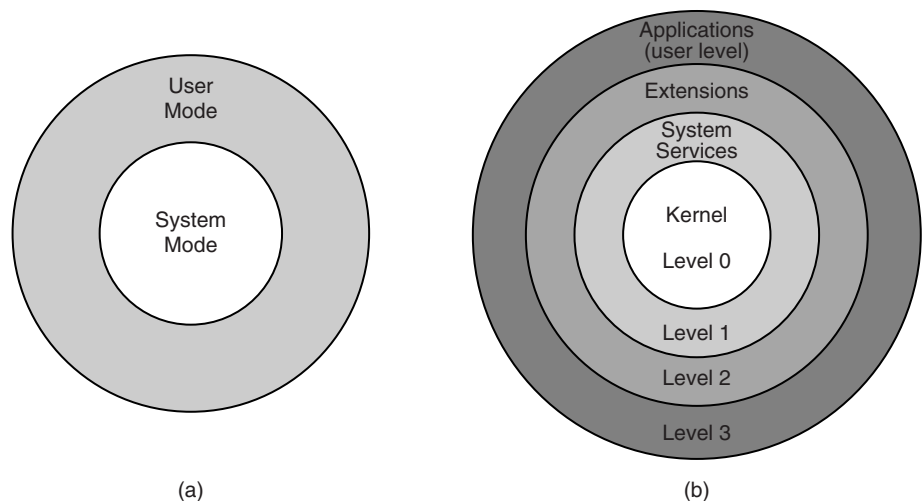 User
Mode
System
Mode
(a)
Applications
(user level)
Extensions
System
Services
Kernel
Level 0
Level 1
Level 2
Level 3
(b)